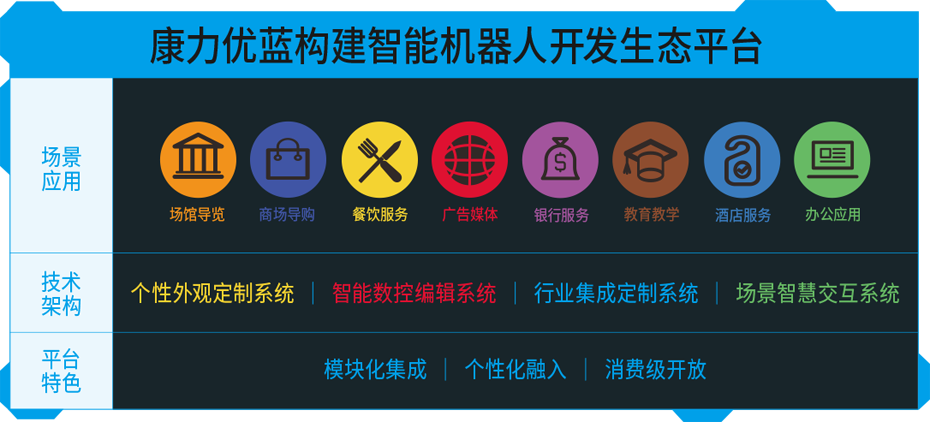 康力优蓝构建智能机器人开发生态平台
场景
应用
场馆导览
商场导购
餐饮服务
广告媒体
$
银行服务
教育教学
酒店服务
办公应用
技术
架构
个性外观定制系统 | 智能数控编辑系统 | 行业集成定制系统 | 场景智慧交互系统
平台
特色
模块化集成 | 个性化融入 | 消费级开放